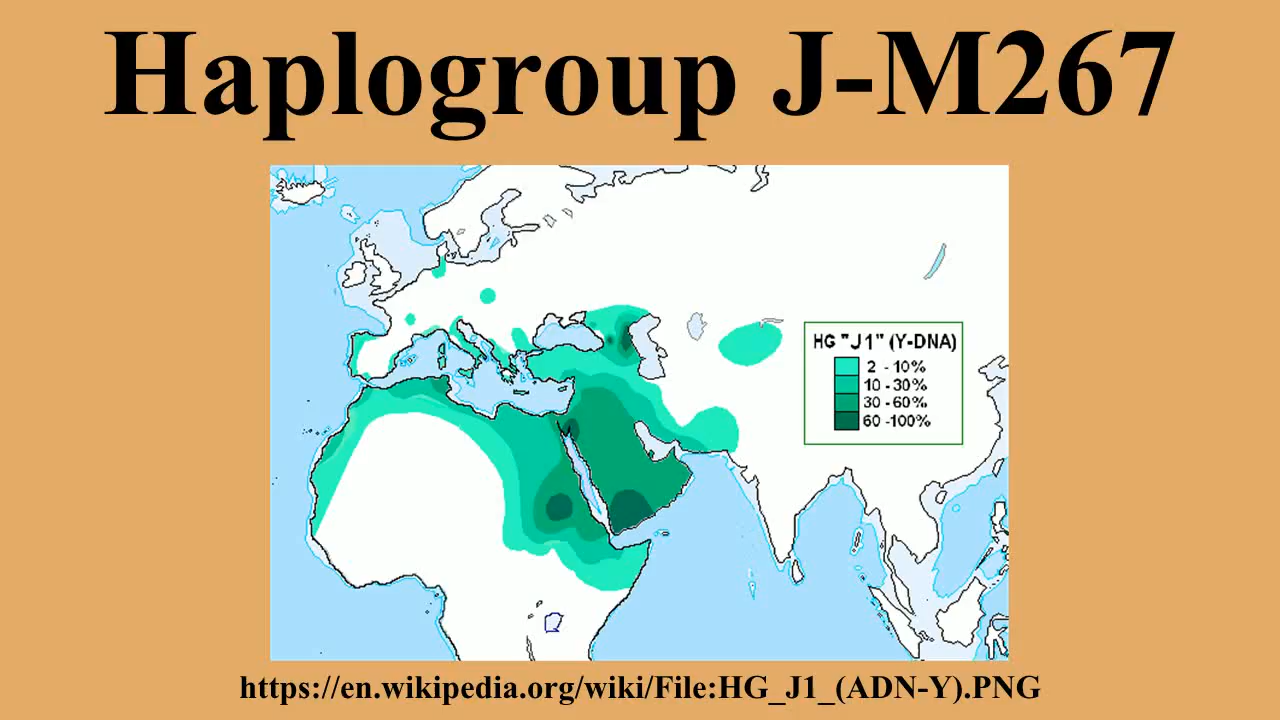 Haplogroup J-M267
HG "J1" (Y-DNA)
2 - 10%
10 - 30%
30 - 60%
60 -100%
https://en.wikipedia.org/wiki/File:HG_J1_(ADN-Y).PNG